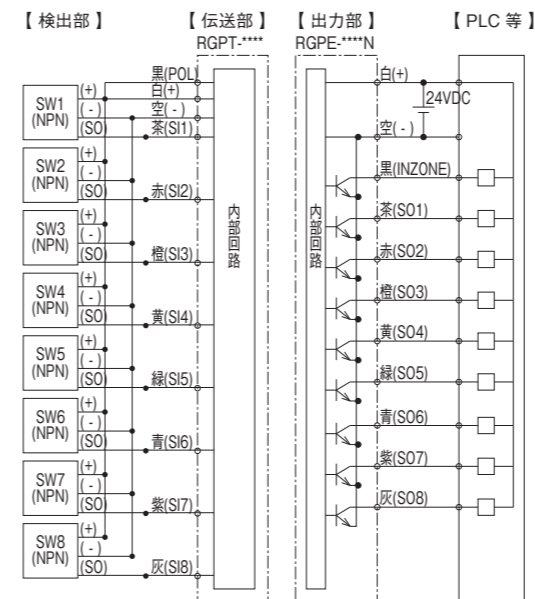 【 検出部 】
【 伝送部 】
【 出力部 】
【 PLC 等 】
RGPT-****
RGPE-****N
黒(POL)
白(+)
空( - )
茶(SI1)
赤(SI2)
橙(SI3)
黄(SI4)
緑(SI5)
青(SI6)
紫(SI7)
灰(SI8)
SW1
(NPN)
(+)
( - )
(SO)
SW2
(NPN)
(+)
( - )
(SO)
SW3
(NPN)
(+)
( - )
(SO)
SW4
(NPN)
(+)
( - )
(SO)
SW5
(NPN)
(+)
( - )
(SO)
SW6
(NPN)
(+)
( - )
(SO)
SW7
(NPN)
(+)
( - )
(SO)
SW8
(NPN)
(+)
( - )
(SO)
内部回路
内部回路
白(+)
24VDC
空( - )
黒(INZONE)
茶(SO1)
赤(SO2)
橙(SO3)
黄(SO4)
緑(SO5)
青(SO6)
紫(SO7)
灰(SO8)